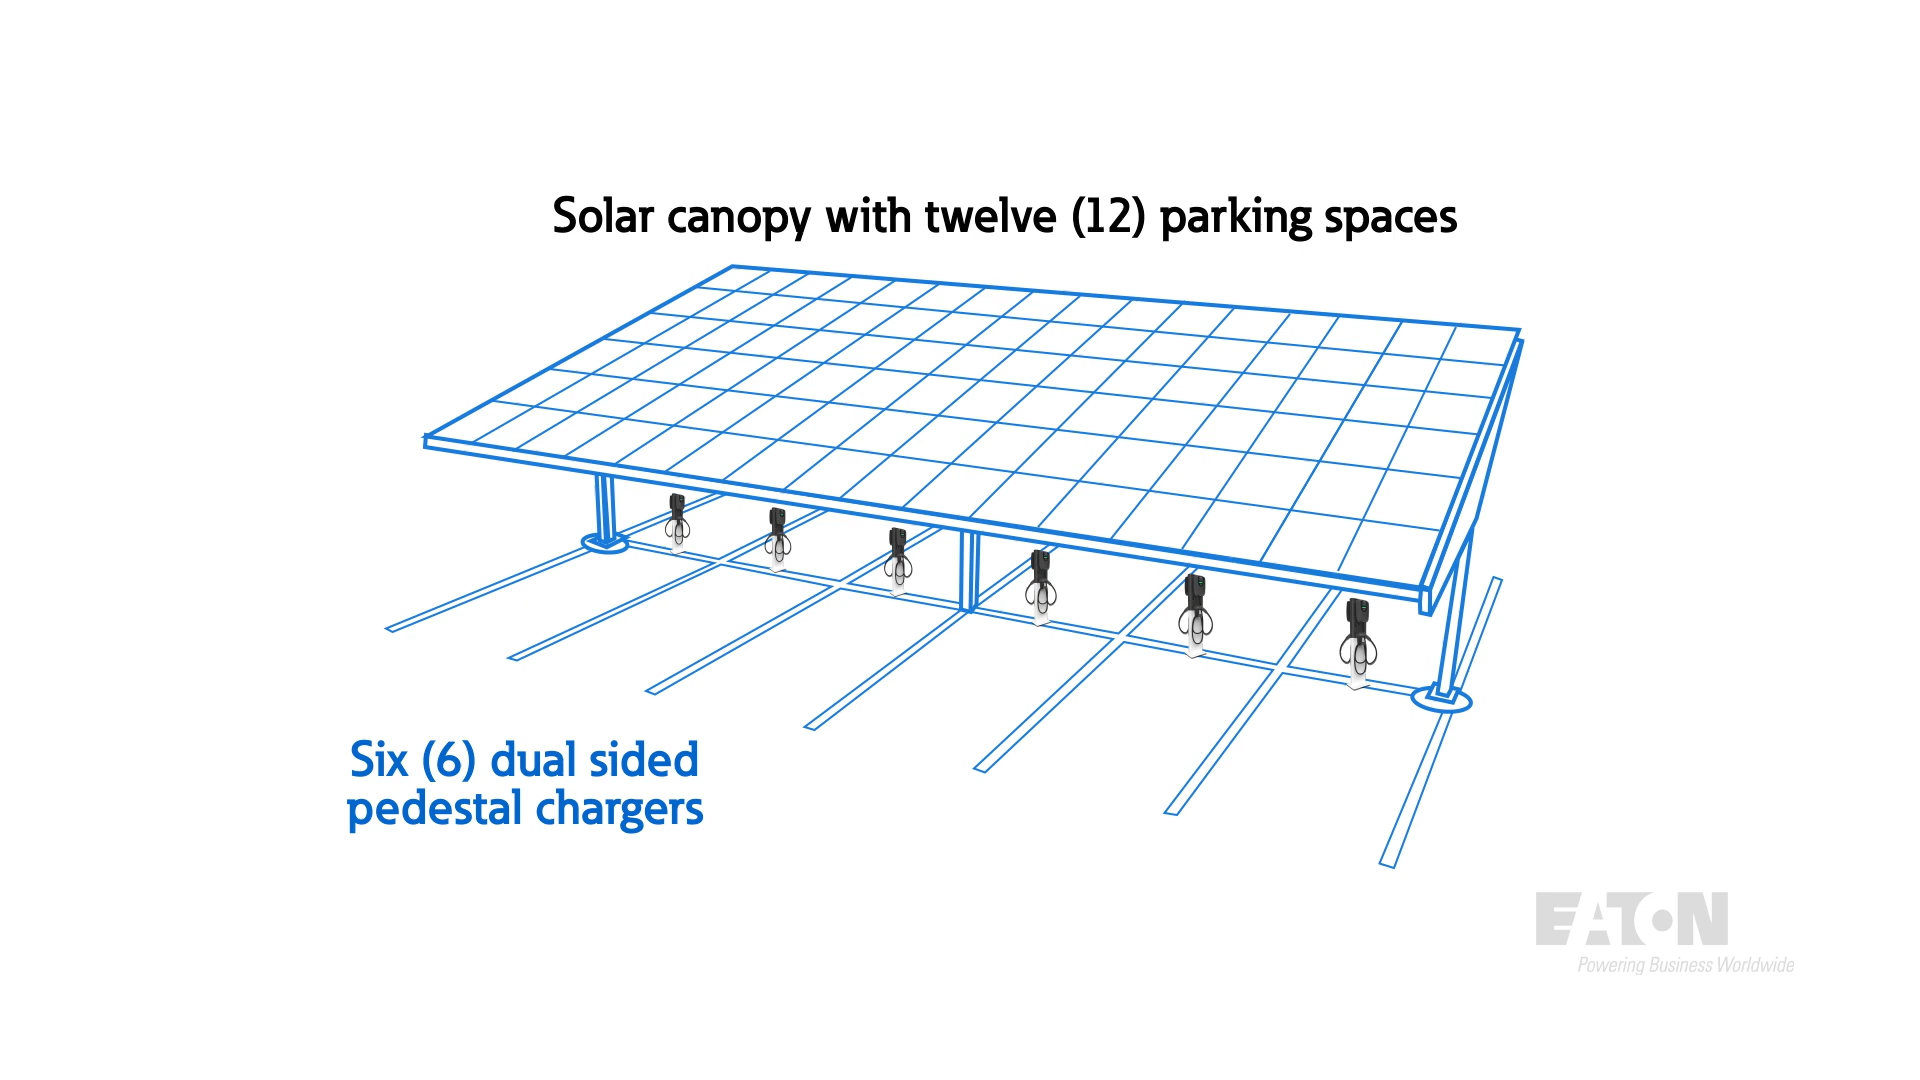 Solar canopy with twelve (12) parking spaces
Six (6) dual sided
pedestal chargers
EATON
Powering Business Worldwide